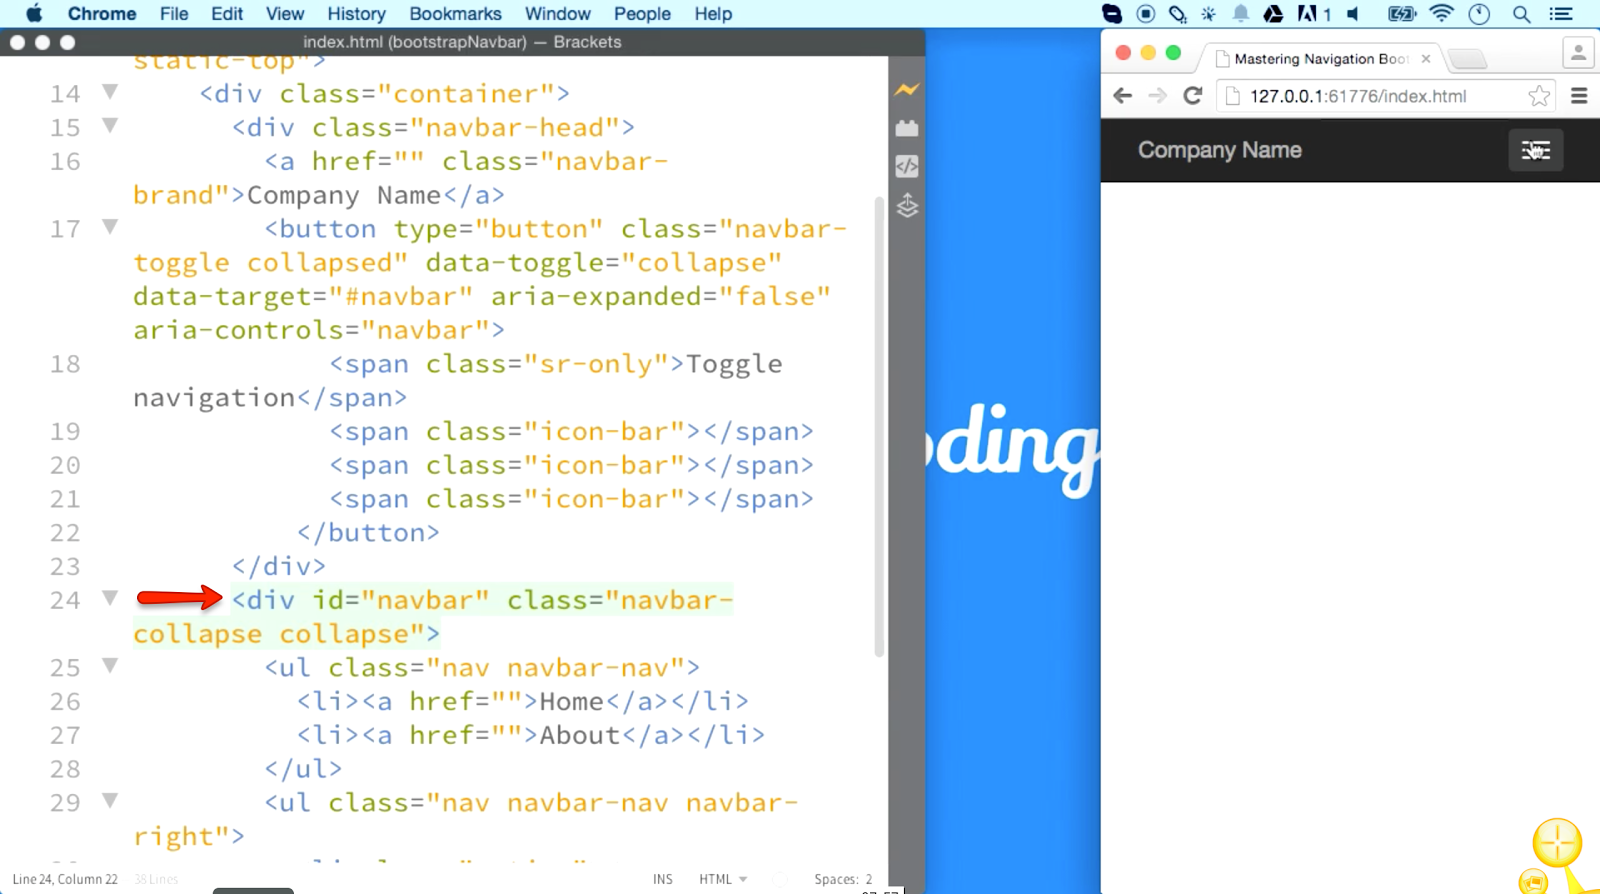 Chrome File Edit View History Bookmarks Window People Help
1
index.html (bootstrapNavbar) — Brackets
static-top">
14 <div class="container">
15 <div class="navbar-head">
16 <a href="" class="navbar-
brand">Company Name</a>
17 <button type="button" class="navbar-
toggle collapsed" data-toggle="collapse"
data-target="#navbar" aria-expanded="false"
aria-controls="navbar">
18 <span class="sr-only">Toggle
navigation</span>
19 <span class="icon-bar"></span>
20 <span class="icon-bar"></span>
21 <span class="icon-bar"></span>
22 </button>
23 </div>
24 <div id="navbar" class="navbar-
collapse collapse">
25 <ul class="nav navbar-nav">
26 <li><a href="">Home</a></li>
27 <li><a href="">About</a></li>
28 </ul>
29 <ul class="nav navbar-nav navbar-
right">
Line 24, Column 22 38 Lines
INS HTML Spaces: 2
oding
Mastering Navigation Boot
127.0.0.1:61776/index.html
Company Name